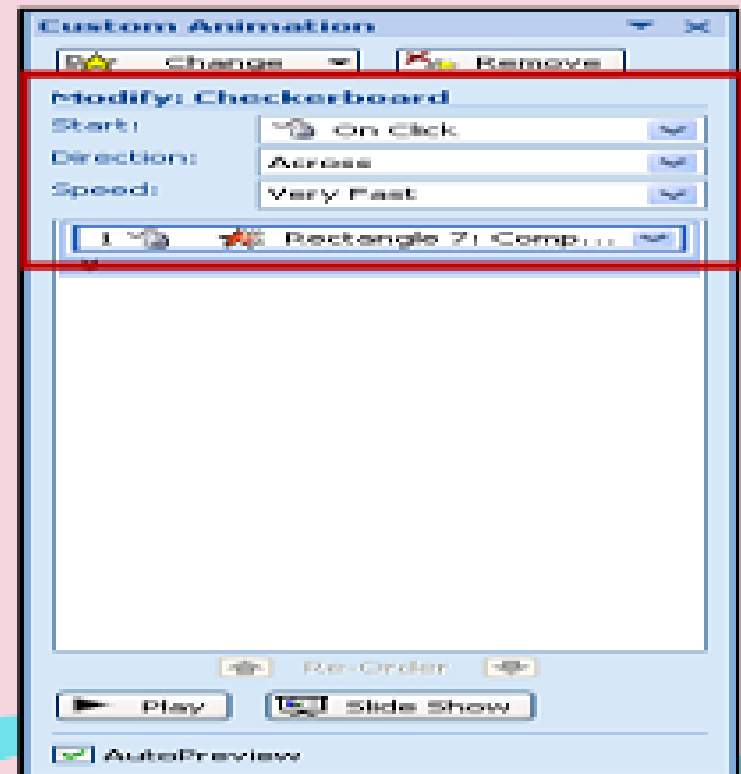 Custom Animation
Change Remove
Modify: Checkerboard
Start: On Click
Direction: Across
Speed: Very Fast
1 Rectangle 7: Comp...
Re-Order
Play Slide Show
AutoPreview